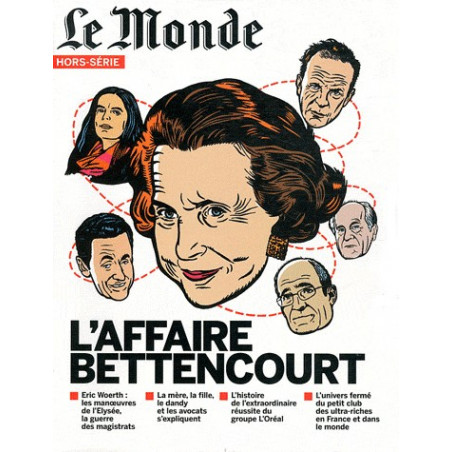 Le Monde
HORS-SÉRIE
L'AFFAIRE
BETTENCOURT
Eric Woerth :
les manœuvres
de l'Elysée,
la guerre
des magistrats
La mère, la fille,
le dandy
et les avocats
s'expliquent
L'histoire
de l'extraordinaire
réussite du
groupe L'Oréal
L'univers fermé
du petit club
des ultra-riches
en France et dans
le monde